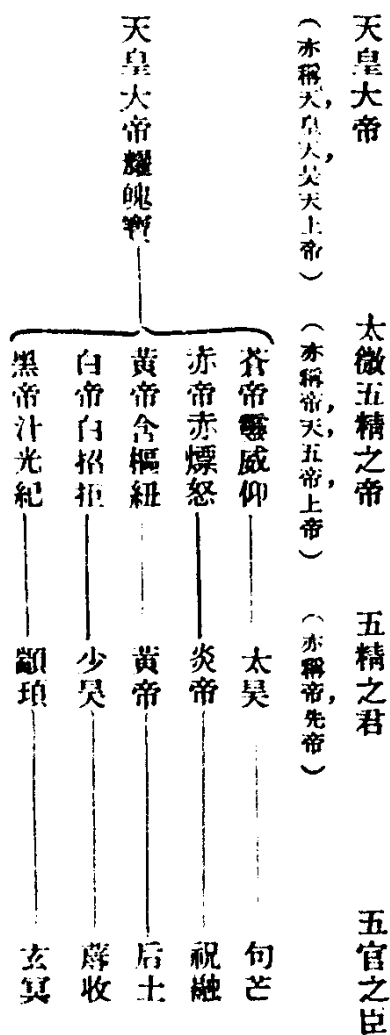 天皇大帝
(亦稱天皇,天,昊天上帝)
太微五精之帝
(亦稱帝,天,五帝,上帝)
五精之君
(亦稱帝,先帝)
五官之臣
蒼帝靈威仰 太昊 句芒
赤帝赤熛怒 炎帝 祝融
黃帝含樞紐 黃帝 后土
白帝白招拒 少昊 蓐收
黑帝汁光紀 顓頊 玄冥
天皇大帝耀魄寶